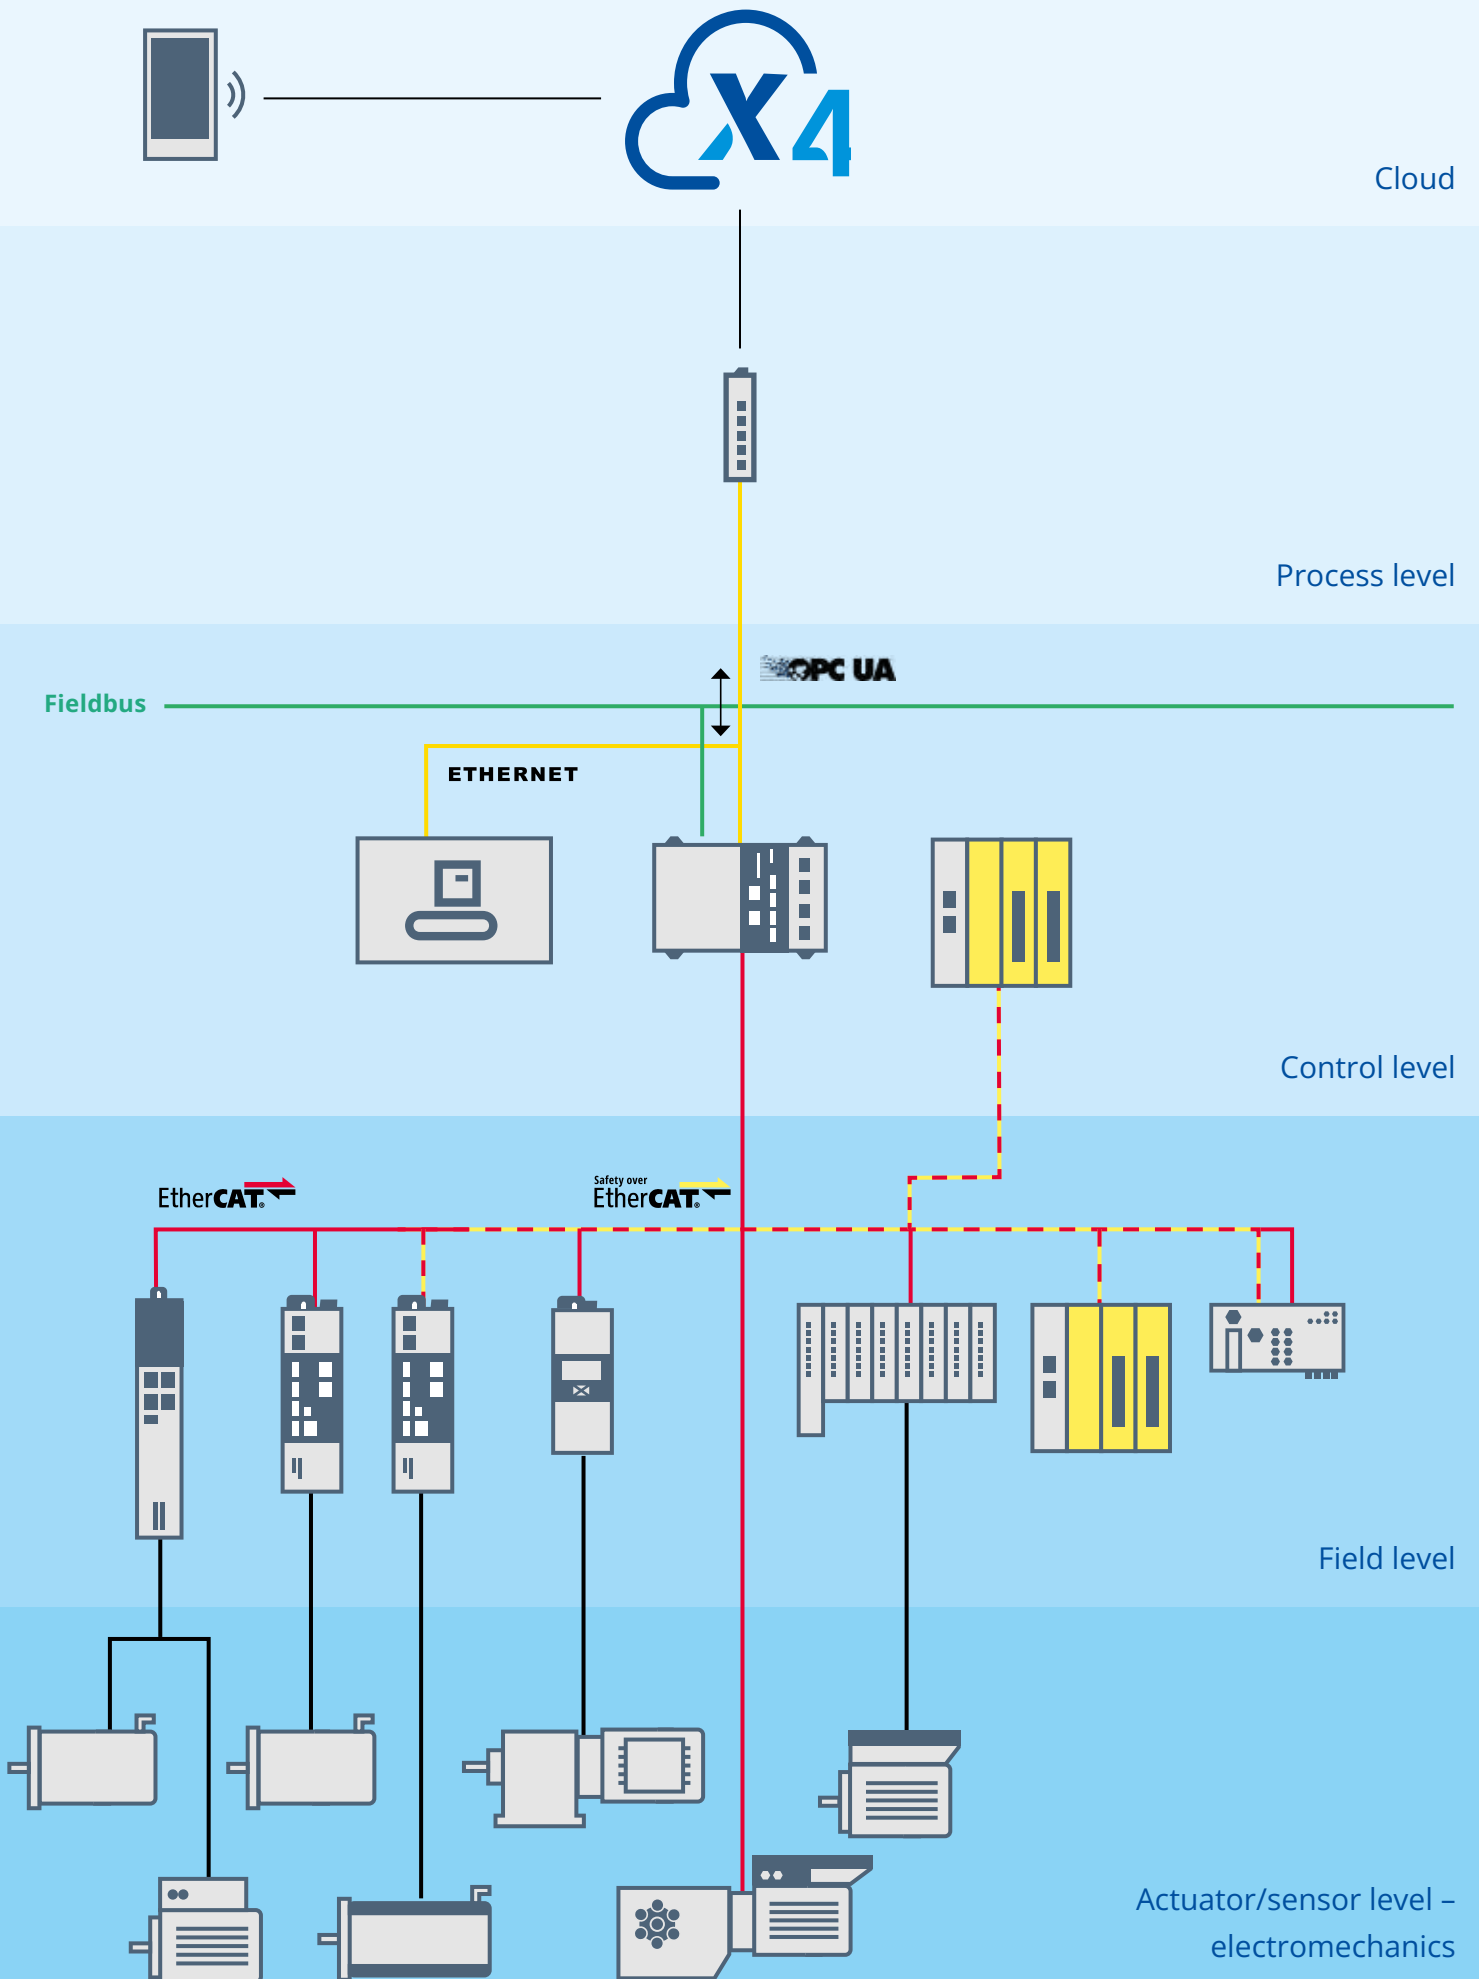 X4
Cloud
Process level
OPC UA
Fieldbus
ETHERNET
Control level
EtherCAT®
Safety over
EtherCAT®
Field level
Actuator/sensor level –
electromechanics